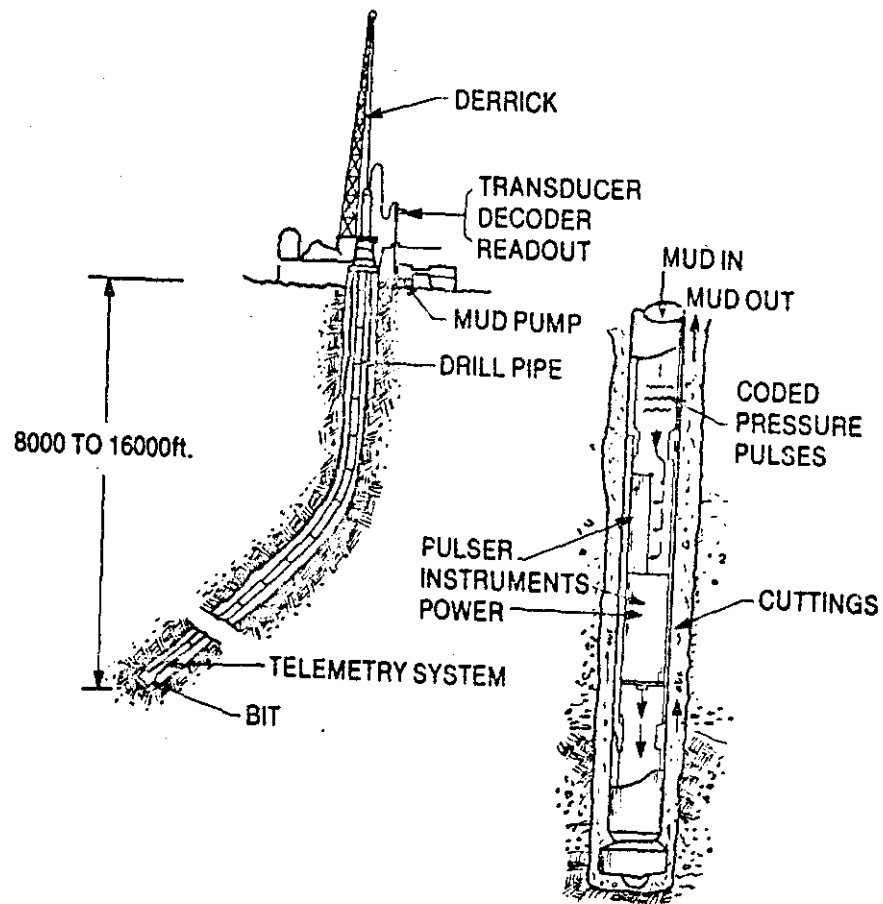 DERRICK
TRANSDUCER
DECODER
READOUT
MUD PUMP
DRILL PIPE
8000 TO 16000ft.
TELEMETRY SYSTEM
BIT
MUD IN
MUD OUT
CODED
PRESSURE
PULSES
PULSER
INSTRUMENTS
POWER
CUTTINGS